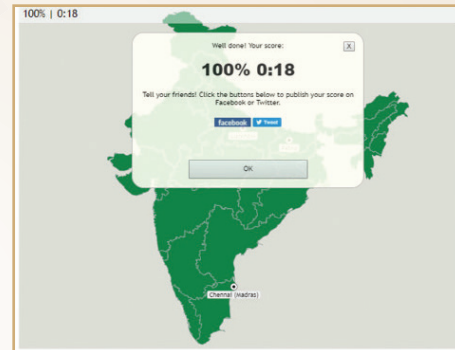 100% | 0:18
Well done! Your score:
X
100% 0:18
Tell your friends! Click the buttons below to publish your score on
Facebook or Twitter.
facebook Tweet
OK
Chennai (Madras)